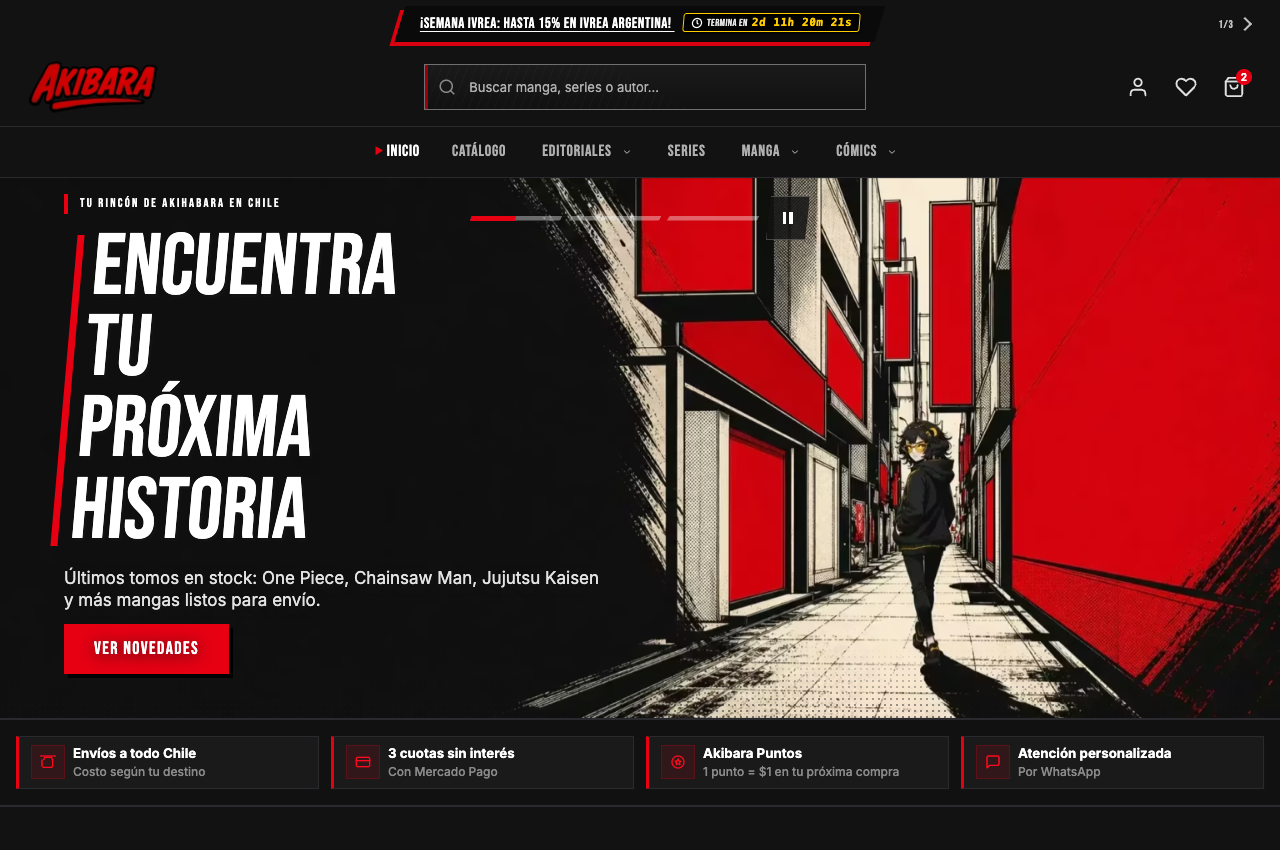 ¡SEMANA IVREA: HASTA 15% EN IVREA ARGENTINA! TERMINA EN 2d 11h 20m 21s
1/3
AKIBARA
Buscar manga, series o autor...
2
INICIO CATÁLOGO EDITORIALES SERIES MANGA CÓMICS
TU RINCÓN DE AKIHABARA EN CHILE
ENCUENTRA
TU
PRÓXIMA
HISTORIA
Últimos tomos en stock: One Piece, Chainsaw Man, Jujutsu Kaisen
y más mangas listos para envío.
VER NOVEDADES
Envíos a todo Chile
Costo según tu destino
3 cuotas sin interés
Con Mercado Pago
Akibara Puntos
1 punto = $1 en tu próxima compra
Atención personalizada
Por WhatsApp